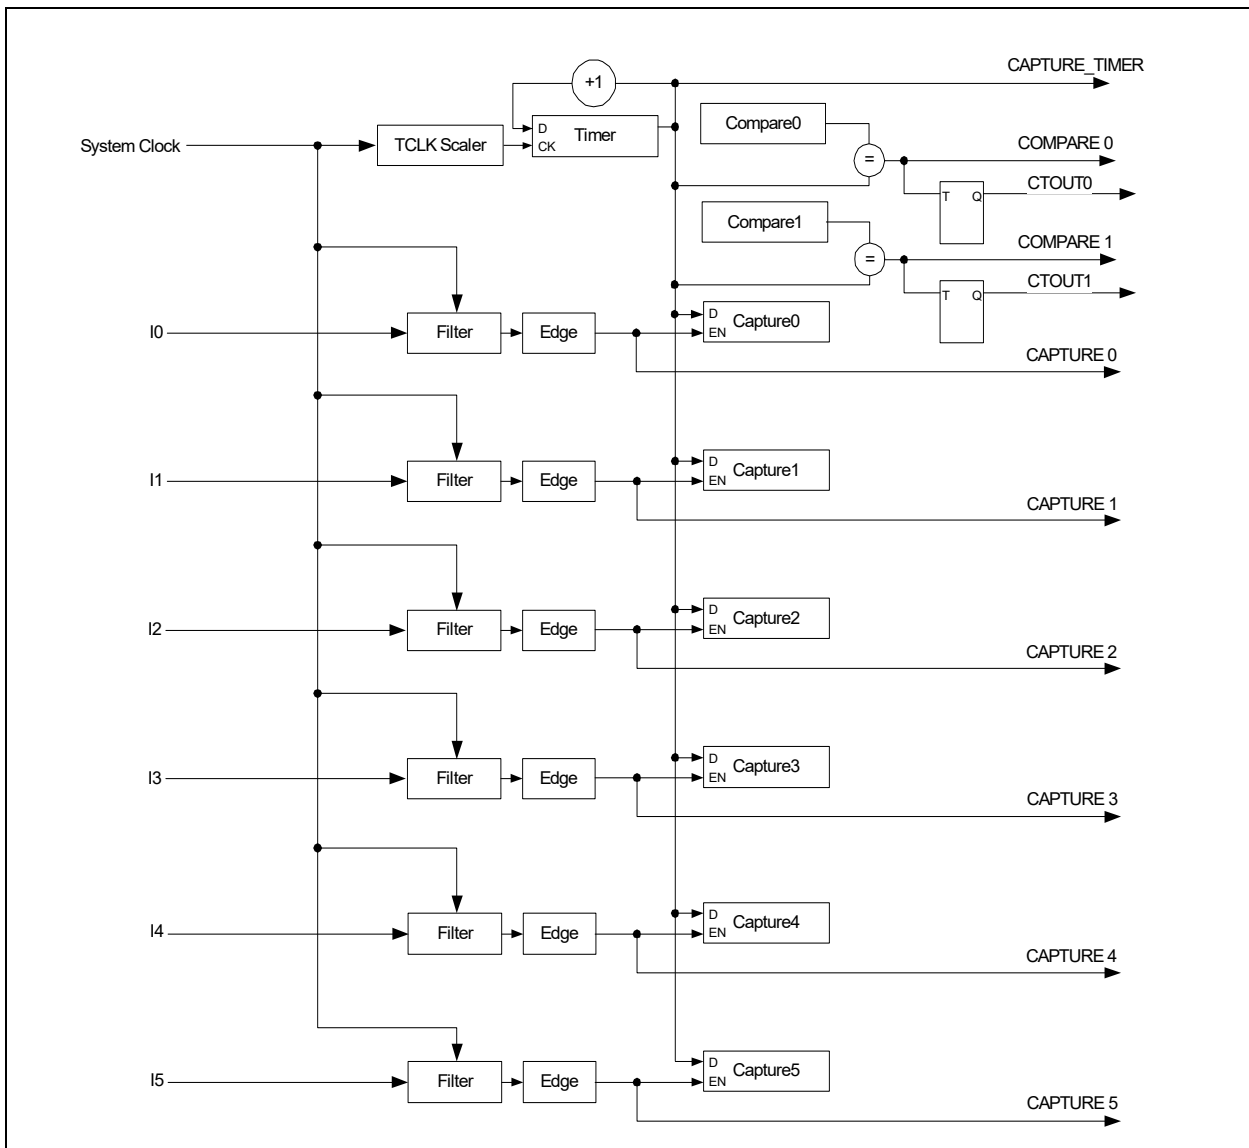 CAPTURE_TIMER
+1
Compare0
D
Timer
COMPARE 0
System Clock
TCLK Scaler
CK
=
CTOUT0
T Q
Compare1
COMPARE 1
=
CTOUT1
T Q
D
Capture0
I0
Filter
Edge
EN
CAPTURE 0
D
Capture1
I1
Filter
Edge
EN
CAPTURE 1
D
Capture2
I2
Filter
Edge
EN
CAPTURE 2
D
Capture3
I3
Filter
Edge
EN
CAPTURE 3
D
Capture4
I4
Filter
Edge
EN
CAPTURE 4
D
Capture5
I5
Filter
Edge
EN
CAPTURE 5